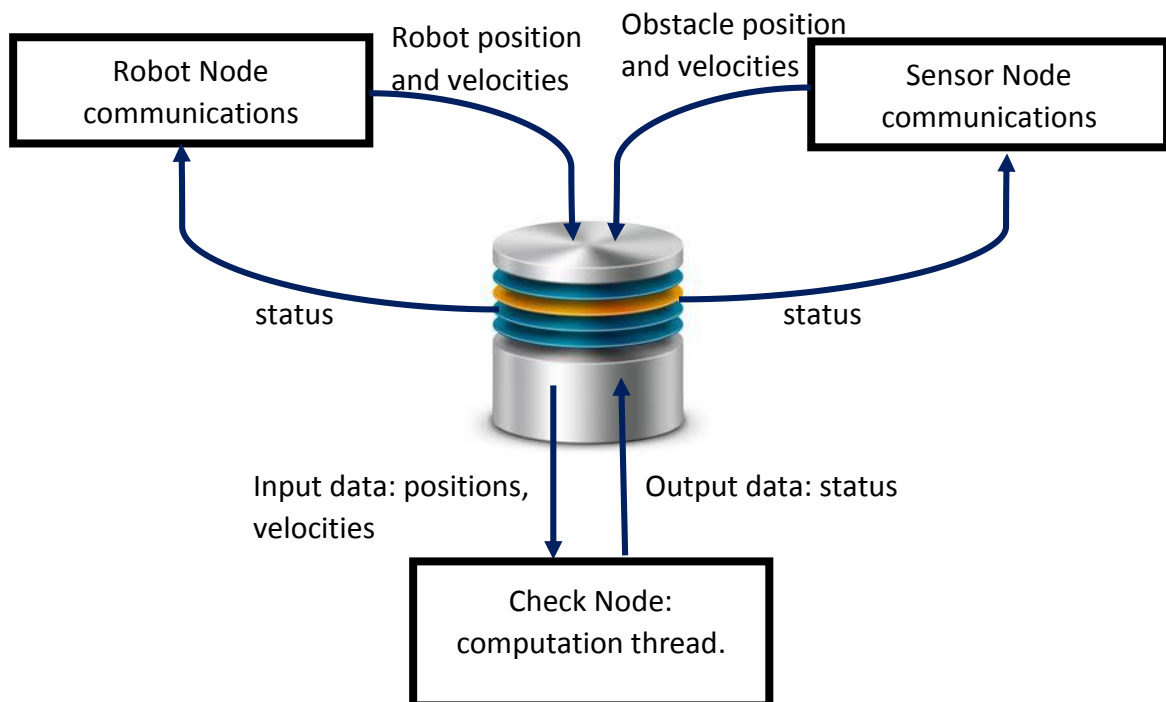 Robot Node
communications
Robot position
and velocities
Obstacle position
and velocities
Sensor Node
communications
status
status
Input data: positions,
velocities
Output data: status
Check Node:
computation thread.